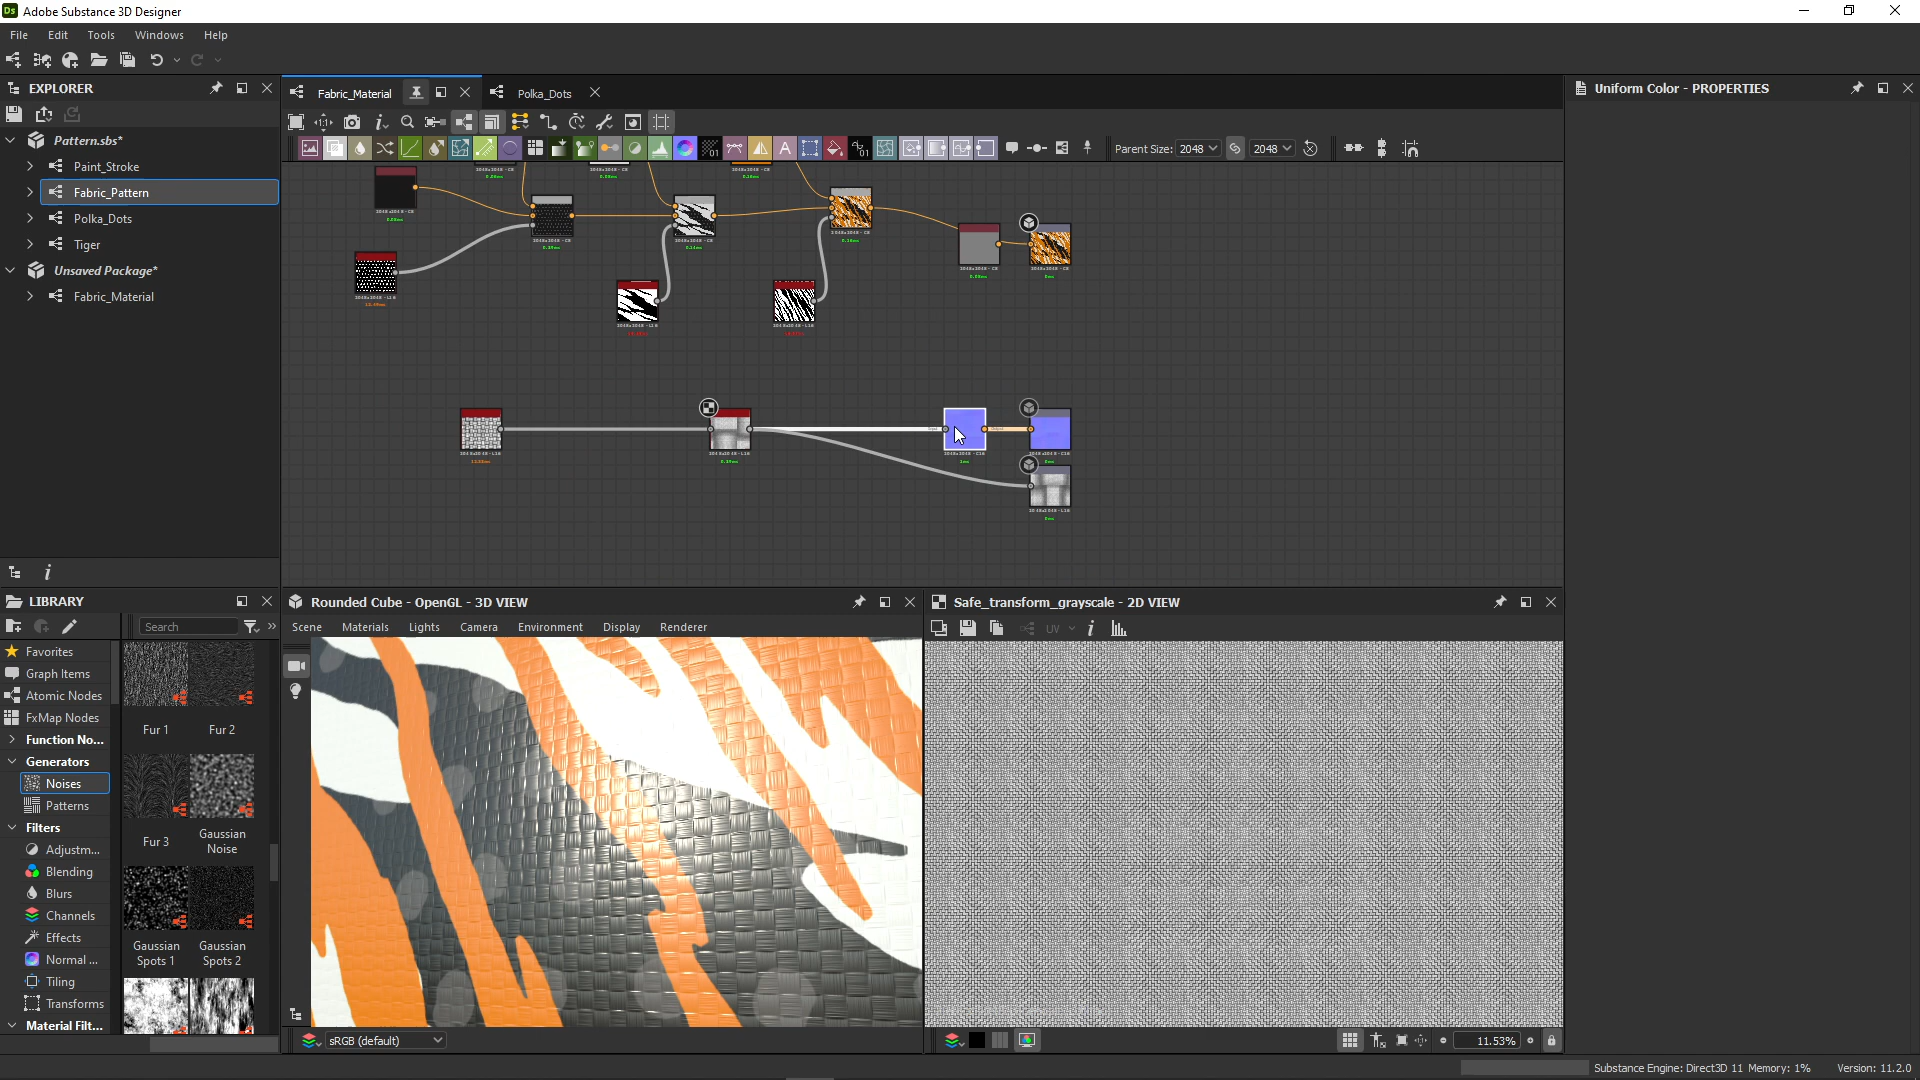 Ds Adobe Substance 3D Designer
File Edit Tools Windows Help
EXPLORER
Fabric_Material
Polka_Dots
Uniform Color - PROPERTIES
Pattern.sbs*
Parent Size: 2048
2048
Paint_Stroke
Fabric_Pattern
Polka_Dots
Tiger
Unsaved Package*
Fabric_Material
LIBRARY
Search
Favorites
Graph Items
Atomic Nodes
FxMap Nodes
Function No...
Generators
Noises
Patterns
Filters
Adjustm...
Blending
Blurs
Channels
Effects
Normal ...
Tiling
Transforms
Material Filt...
Fur 1
Fur 2
Fur 3
Gaussian
Noise
Gaussian
Spots 1
Gaussian
Spots 2
Rounded Cube - OpenGL - 3D VIEW
Scene Materials Lights Camera Environment Display Renderer
sRGB (default)
Safe_transform_grayscale - 2D VIEW
UV
11.53%
Substance Engine: Direct3D 11 Memory: 1% Version: 11.2.0